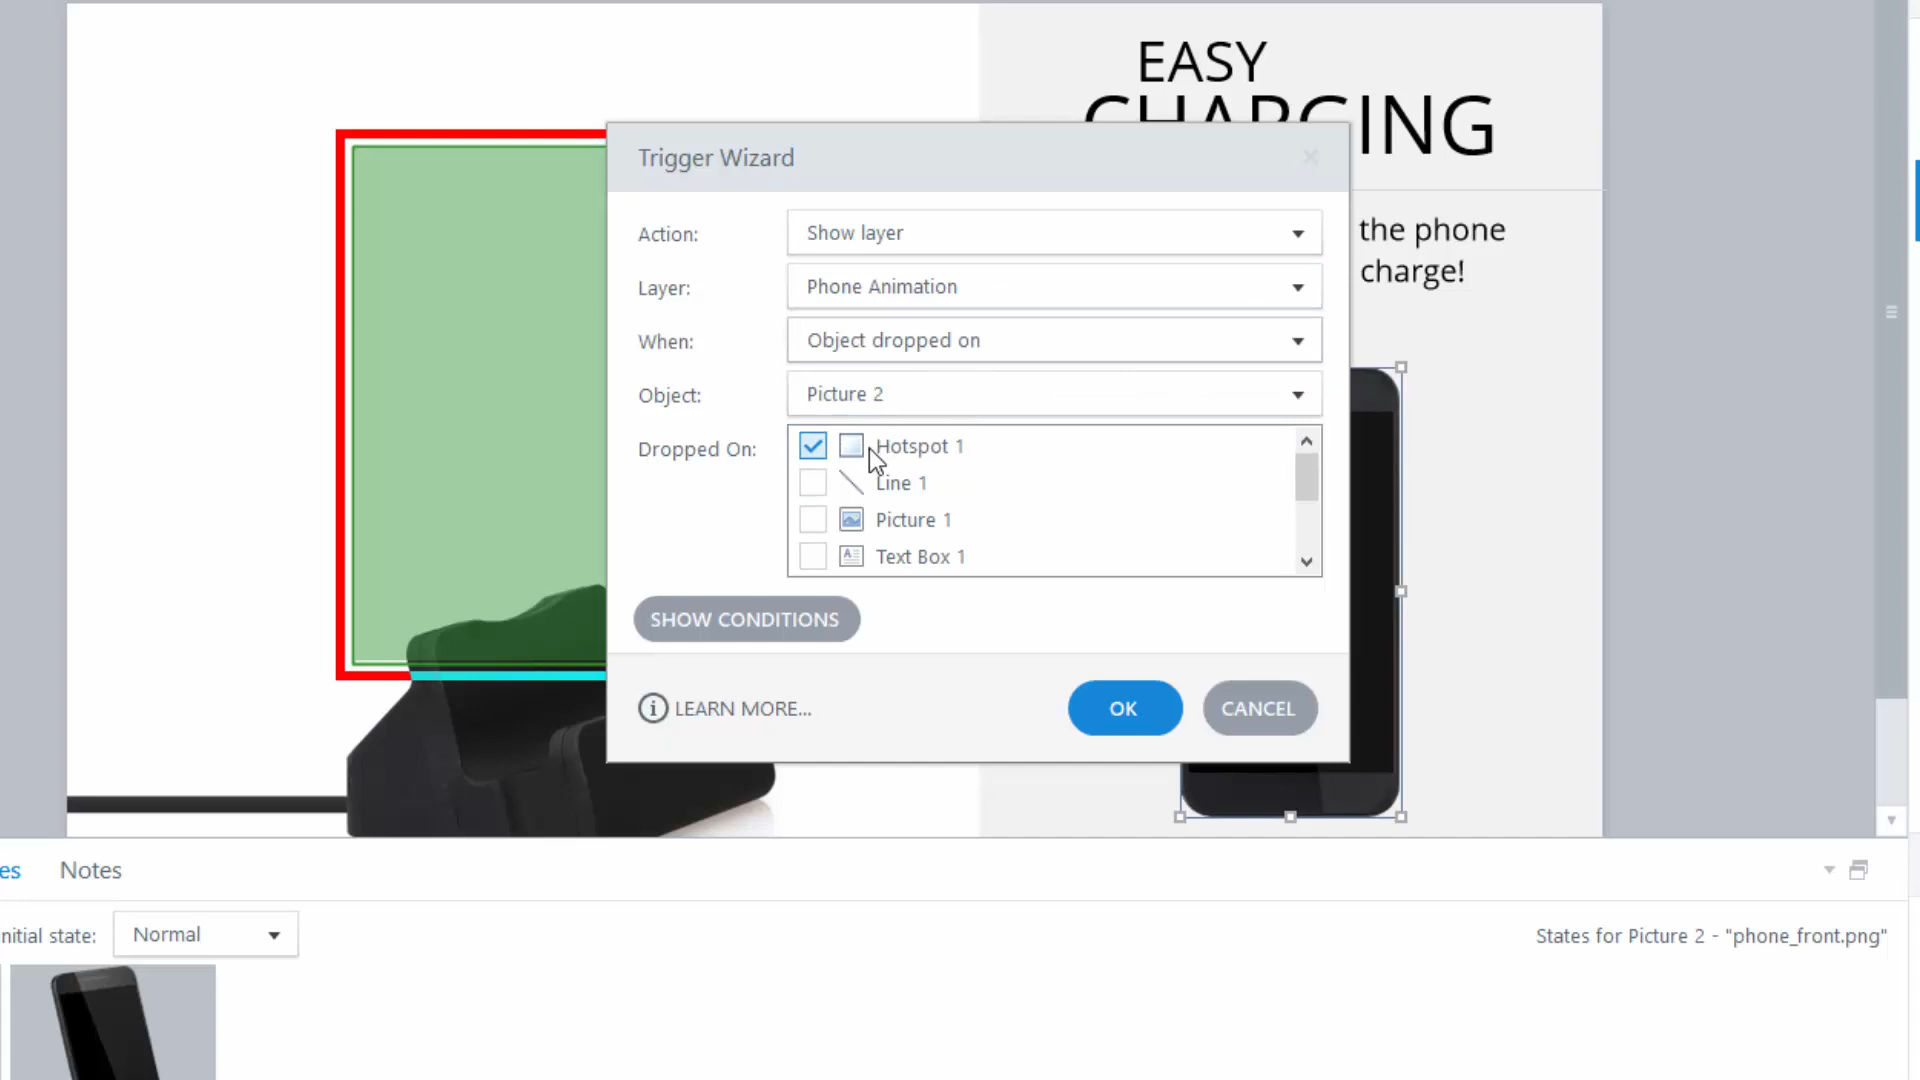 EASY
CHARGING
the phone
charge!
Trigger Wizard
Action: Show layer
Layer: Phone Animation
When: Object dropped on
Object: Picture 2
Dropped On: Hotspot 1
Line 1
Picture 1
Text Box 1
SHOW CONDITIONS
LEARN MORE...
OK CANCEL
es Notes
nitial state: Normal
States for Picture 2 - "phone_front.png"